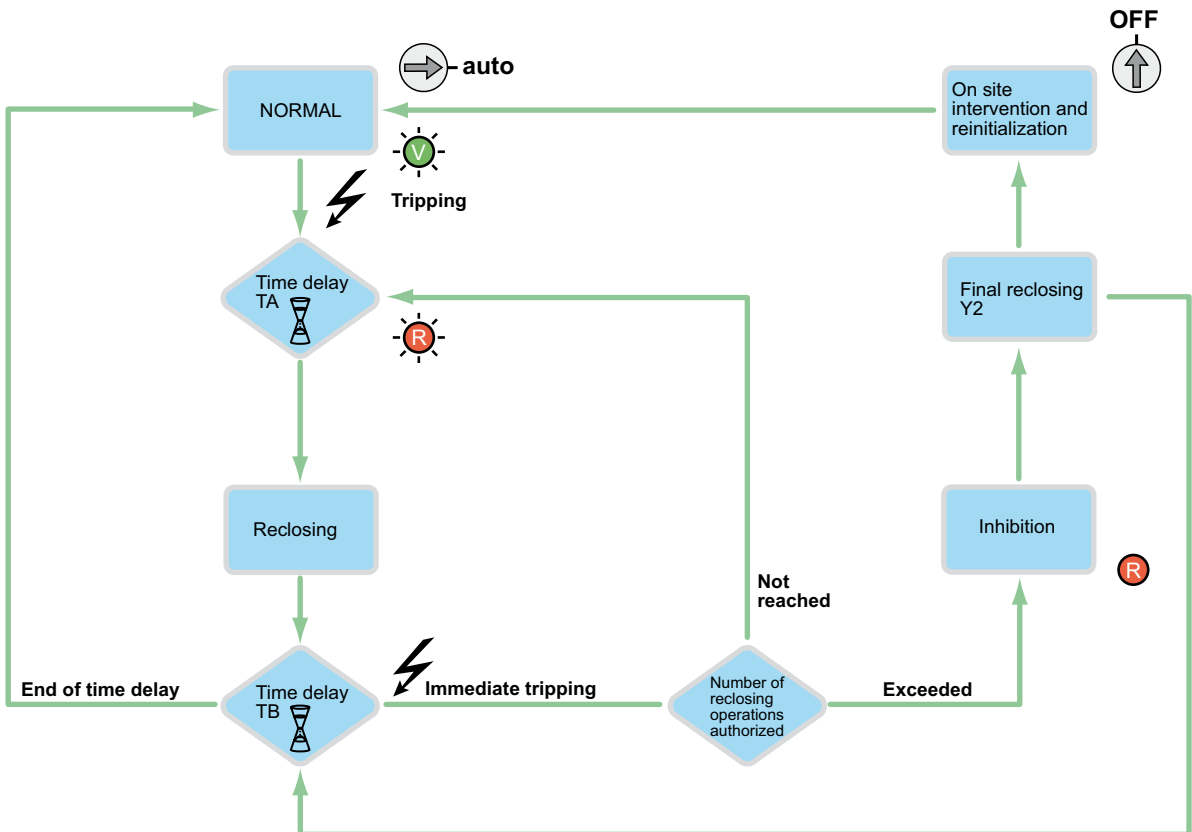 OFF
auto
NORMAL
On site
intervention and
reinitialization
V
Tripping
Time delay
TA
R
Final reclosing
Y2
Reclosing
Inhibition
R
Not
reached
End of time delay
Time delay
TB
Immediate tripping
Number of
reclosing
operations
authorized
Exceeded